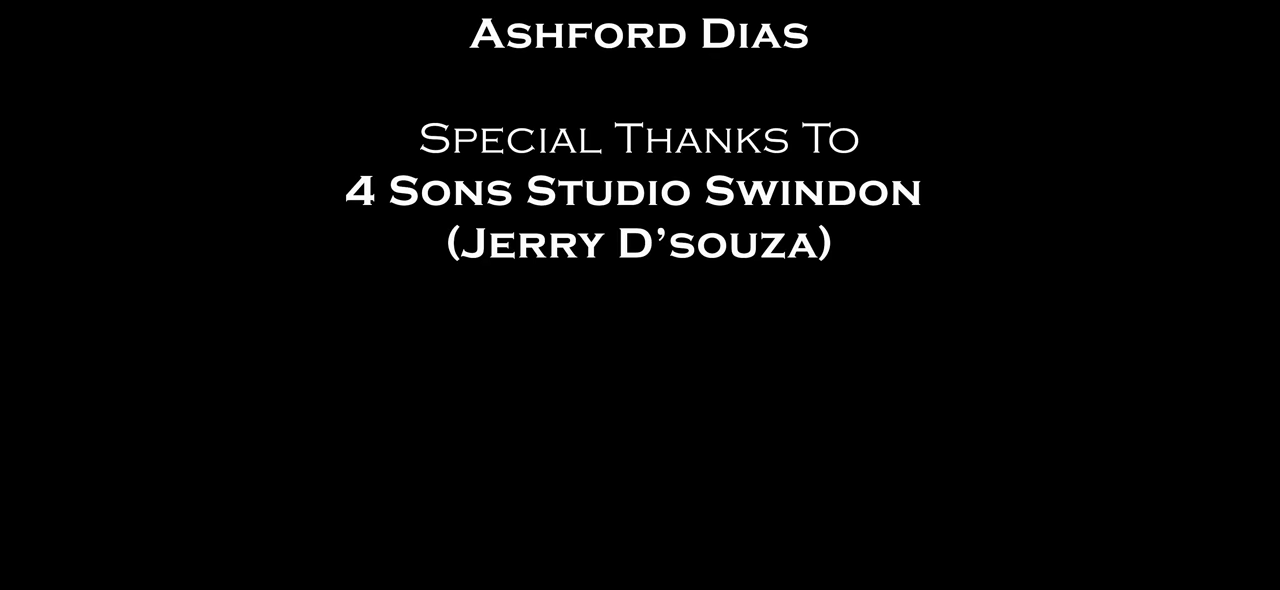 Ashford Dias
Special Thanks To
4 Sons Studio Swindon
(Jerry D’souza)